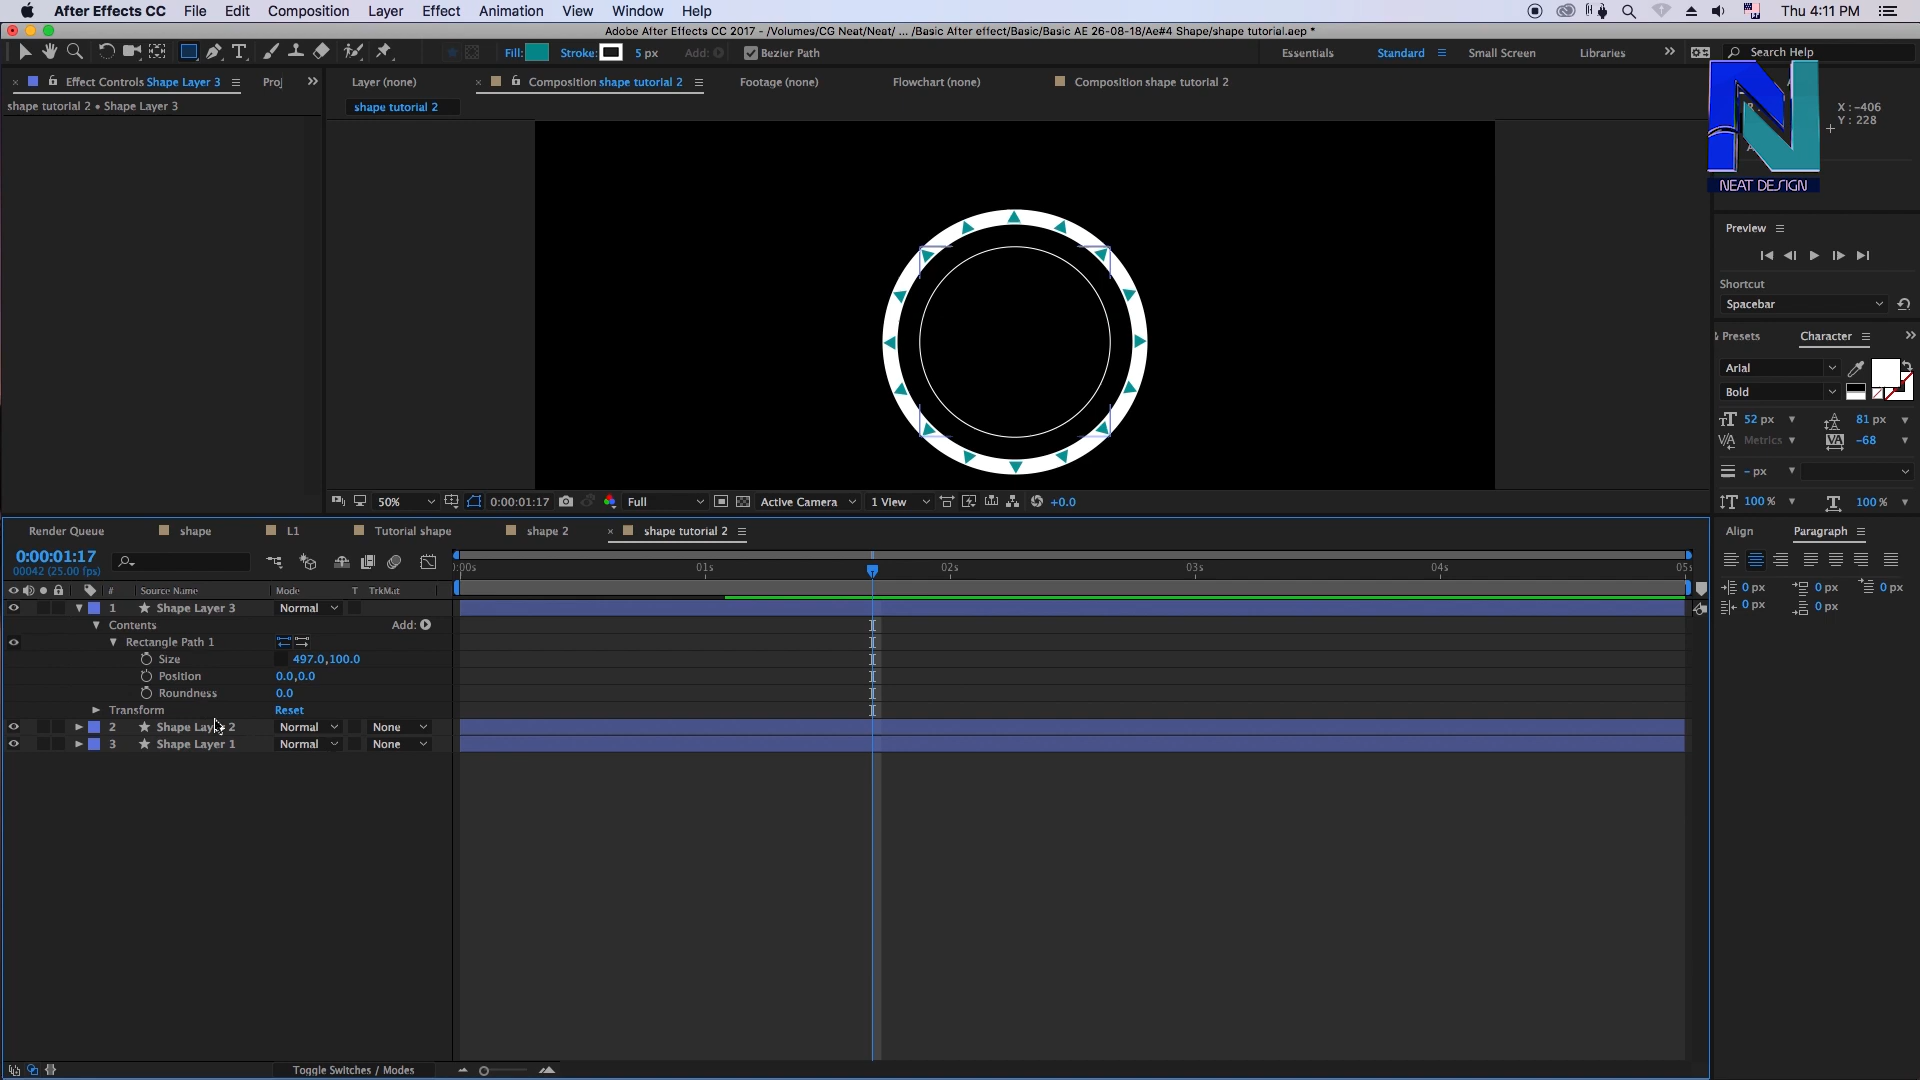 After Effects CC File Edit Composition Layer Effect Animation View Window Help Thu 4:11 PM
Adobe After Effects CC 2017 - /Volumes/CG Neat/Neat/ ... /Basic After effect/Basic/Basic AE 26-08-18/Ae#4 Shape/shape tutorial.aep *
Fill: Stroke: 5 px Add: Bezier Path Essentials Standard Small Screen Libraries Search Help
Effect Controls Shape Layer 3 Proj Layer (none) Composition shape tutorial 2 Footage (none) Flowchart (none) Composition shape tutorial 2
shape tutorial 2 • Shape Layer 3 shape tutorial 2
X : -406
Y : 228
NEAT DESIGN
Preview
Shortcut
Spacebar
Presets Character
Arial
Bold
52 px 81 px
Metrics -68
- px
100 % 100 %
50% 0:00:01:17 Full Active Camera 1 View +0.0
Render Queue shape L1 Tutorial shape shape 2 shape tutorial 2
Align Paragraph
0:00:01:17
00042 (25.00 fps)
:00s 01s 02s 03s 04s 05s
0 px 0 px 0 px
0 px 0 px
# Source Name Mode T TrkMat
1 Shape Layer 3 Normal
Contents Add:
Rectangle Path 1
Size 497.0,100.0
Position 0.0,0.0
Roundness 0.0
Transform Reset
2 Shape Layer 2 Normal None
3 Shape Layer 1 Normal None
Toggle Switches / Modes